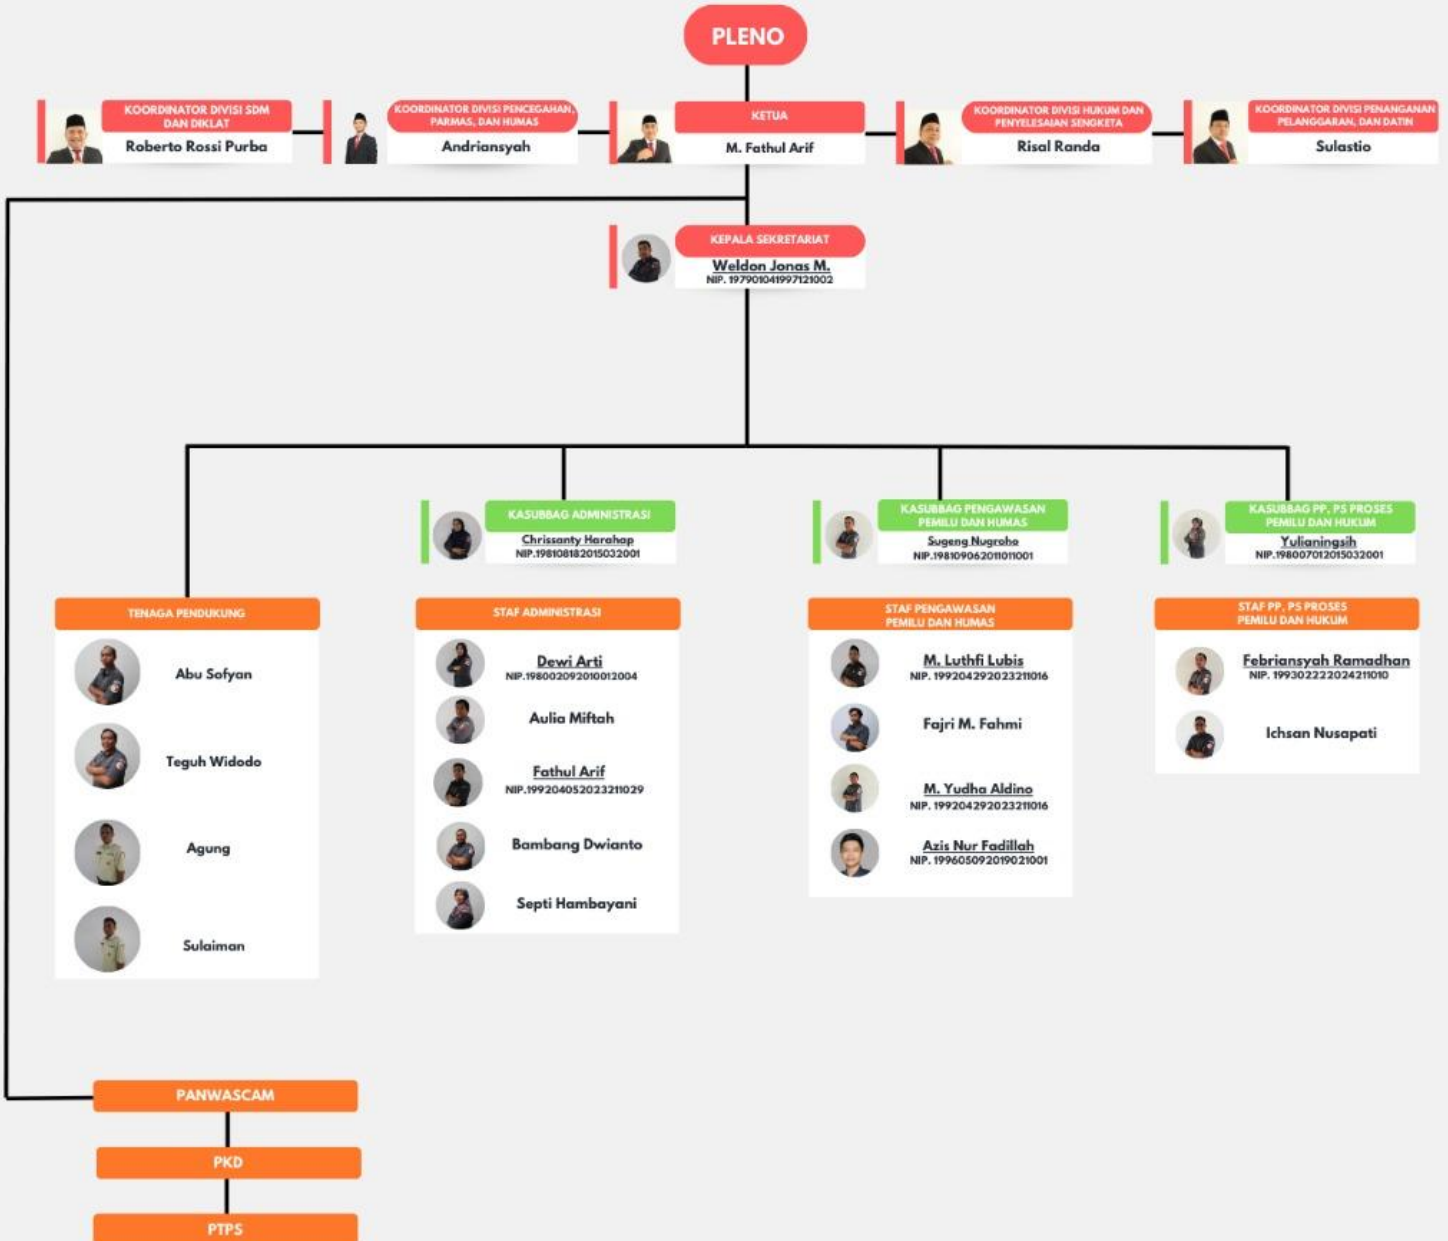 PLENO
KOORDINATOR DIVISI SDM
DAN DIKLAT
Roberto Rossi Purba
KOORDINATOR DIVISI PENCEGAHAN,
PARMAS, DAN HUMAS
Andriansyah
KETUA
M. Fathul Arif
KOORDINATOR DIVISI HUKUM DAN
PENYELESAIAN SENGKETA
Risal Randa
KOORDINATOR DIVISI PENANGANAN
PELANGGARAN, DAN DATIN
Sulastio
KEPALA SEKRETARIAT
Weldon Jonas M.
NIP. 197901041997121002
KASUBBAG ADMINISTRASI
Chrissanty Harahap
NIP.198108182015032001
KASUBBAG PENGAWASAN
PEMILU DAN HUMAS
Sugeng Nugroho
NIP.198109062011011001
KASUBBAG PP, PS PROSES
PEMILU DAN HUKUM
Yulianingsih
NIP.198007012015032001
TENAGA PENDUKUNG
Abu Sofyan
Teguh Widodo
Agung
Sulaiman
STAF ADMINISTRASI
Dewi Arti
NIP.198002092010012004
Aulia Miftah
Fathul Arif
NIP.199204052023211029
Bambang Dwianto
Septi Hambayani
STAF PENGAWASAN
PEMILU DAN HUMAS
M. Luthfi Lubis
NIP. 199204292023211016
Fajri M. Fahmi
M. Yudha Aldino
NIP. 199204292023211016
Azis Nur Fadillah
NIP. 199605092019021001
STAF PP, PS PROSES
PEMILU DAN HUKUM
Febriansyah Ramadhan
NIP. 199302222024211010
Ichsan Nusapati
PANWASCAM
PKD
PTPS